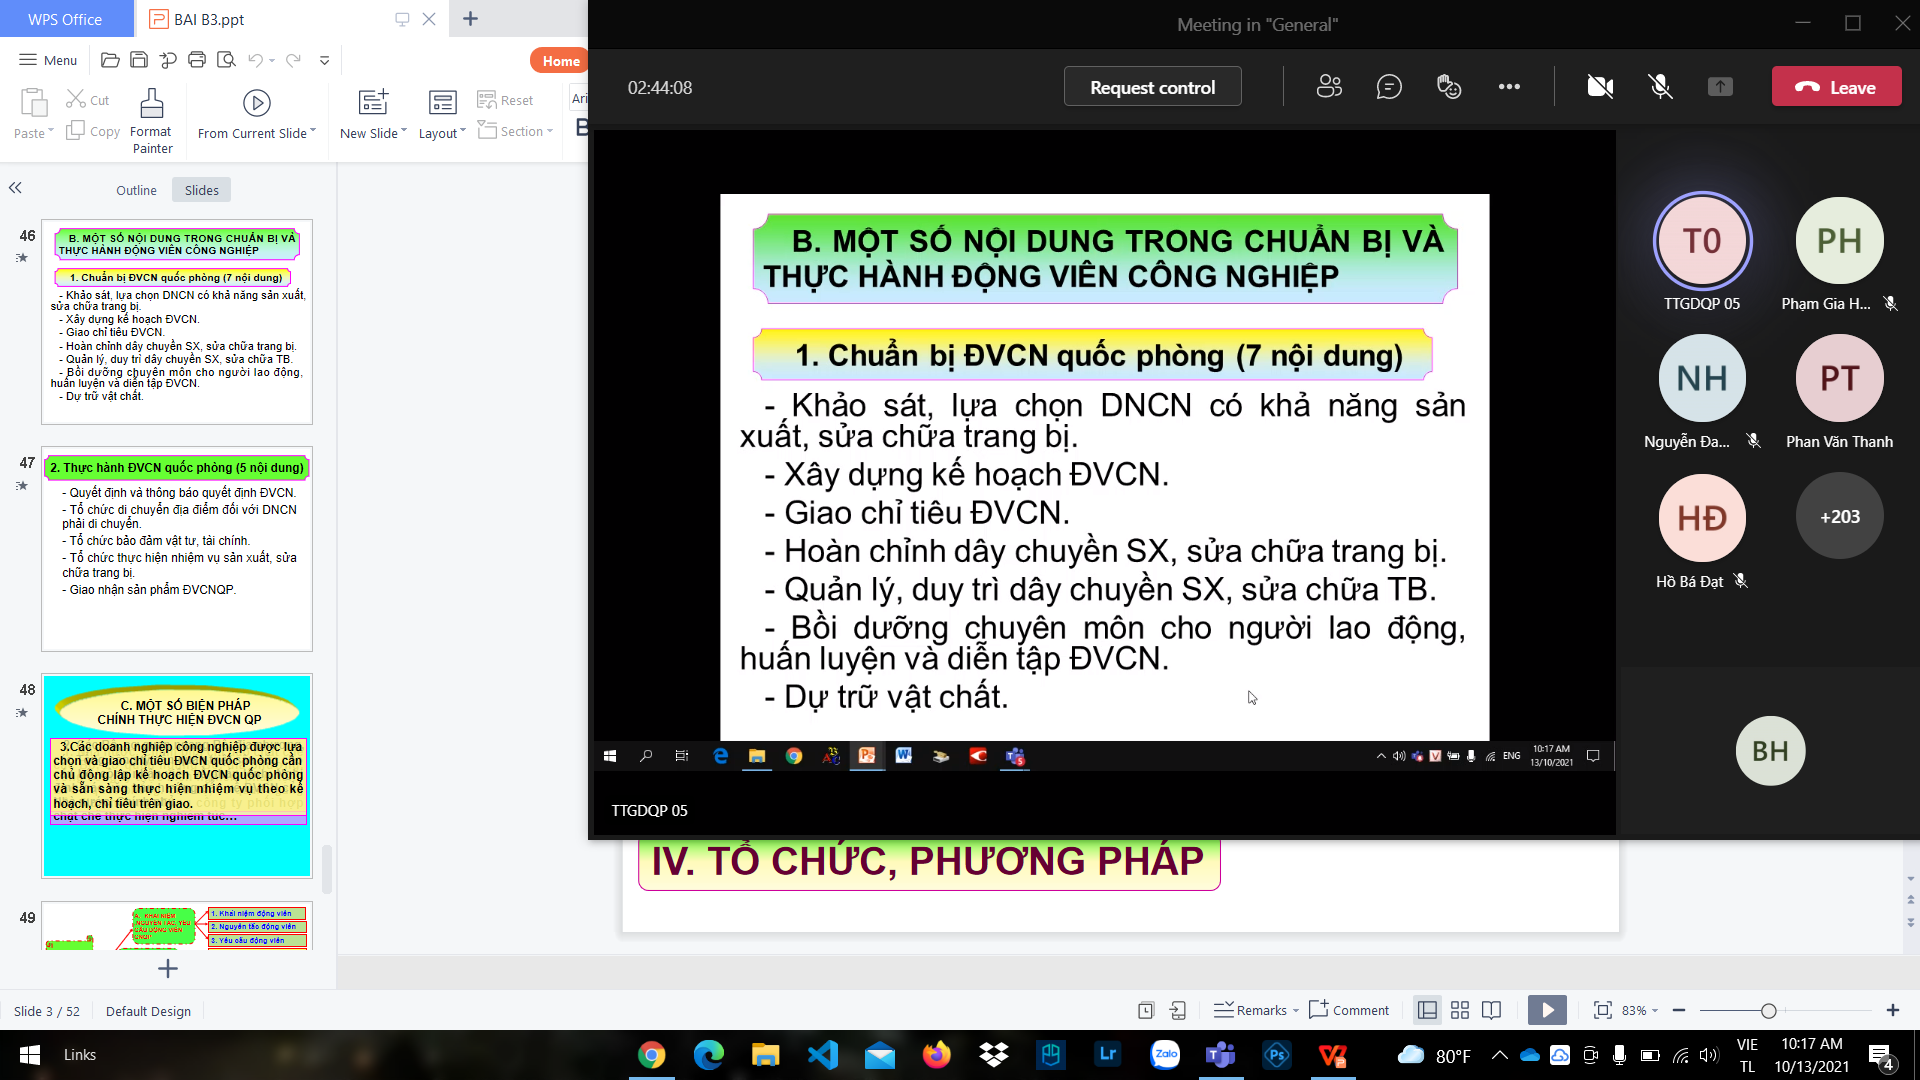 WPS Office
BAI B3.ppt
Menu
Home
Paste
Cut
Copy
Format
Painter
From Current Slide
New Slide
Layout
Reset
Section
Ari
B
Outline
Slides
46
B. MỘT SỐ NỘI DUNG TRONG CHUẨN BỊ VÀ
THỰC HÀNH ĐỘNG VIÊN CÔNG NGHIỆP
1. Chuẩn bị ĐVCN quốc phòng (7 nội dung)
- Khảo sát, lựa chọn DNCN có khả năng sản xuất,
sửa chữa trang bị.
- Xây dựng kế hoạch ĐVCN.
- Giao chỉ tiêu ĐVCN.
- Hoàn chỉnh dây chuyền SX, sửa chữa trang bị.
- Quản lý, duy trì dây chuyền SX, sửa chữa TB.
- Bồi dưỡng chuyên môn cho người lao động,
huấn luyện và diễn tập ĐVCN.
- Dự trữ vật chất.
47
2. Thực hành ĐVCN quốc phòng (5 nội dung)
- Quyết định và thông báo quyết định ĐVCN.
- Tổ chức di chuyển địa điểm đối với DNCN
phải di chuyển.
- Tổ chức bảo đảm vật tư, tài chính.
- Tổ chức thực hiện nhiệm vụ sản xuất, sửa
chữa trang bị.
- Giao nhận sản phẩm ĐVCNQP.
48
C. MỘT SỐ BIỆN PHÁP
CHÍNH THỰC HIỆN ĐVCN QP
3.Các doanh nghiệp công nghiệp được lựa
chọn và giao chỉ tiêu ĐVCN quốc phòng cần
chủ động lập kế hoạch ĐVCN quốc phòng
và sẵn sàng thực hiện nhiệm vụ theo kế
hoạch, chỉ tiêu trên giao.
chặt chẽ thực hiện nghiêm túc...
49
1. Khái niệm động viên
2. Nguyên tắc động viên
3. Yêu cầu động viên
Meeting in "General"
02:44:08
Request control
Leave
B. MỘT SỐ NỘI DUNG TRONG CHUẨN BỊ VÀ
THỰC HÀNH ĐỘNG VIÊN CÔNG NGHIỆP
1. Chuẩn bị ĐVCN quốc phòng (7 nội dung)
- Khảo sát, lựa chọn DNCN có khả năng sản
xuất, sửa chữa trang bị.
- Xây dựng kế hoạch ĐVCN.
- Giao chỉ tiêu ĐVCN.
- Hoàn chỉnh dây chuyền SX, sửa chữa trang bị.
- Quản lý, duy trì dây chuyền SX, sửa chữa TB.
- Bồi dưỡng chuyên môn cho người lao động,
huấn luyện và diễn tập ĐVCN.
- Dự trữ vật chất.
ENG
10:17 AM
13/10/2021
TTGDQP 05
T0
TTGDQP 05
PH
Phạm Gia H...
NH
Nguyễn Đa...
PT
Phan Văn Thanh
HĐ
Hồ Bá Đạt
+203
BH
IV. TỔ CHỨC, PHƯƠNG PHÁP
Slide 3 / 52
Default Design
Remarks
Comment
83%
Links
Lr
Zalo
Ps
80°F
VIE
TL
10:17 AM
10/13/2021
4